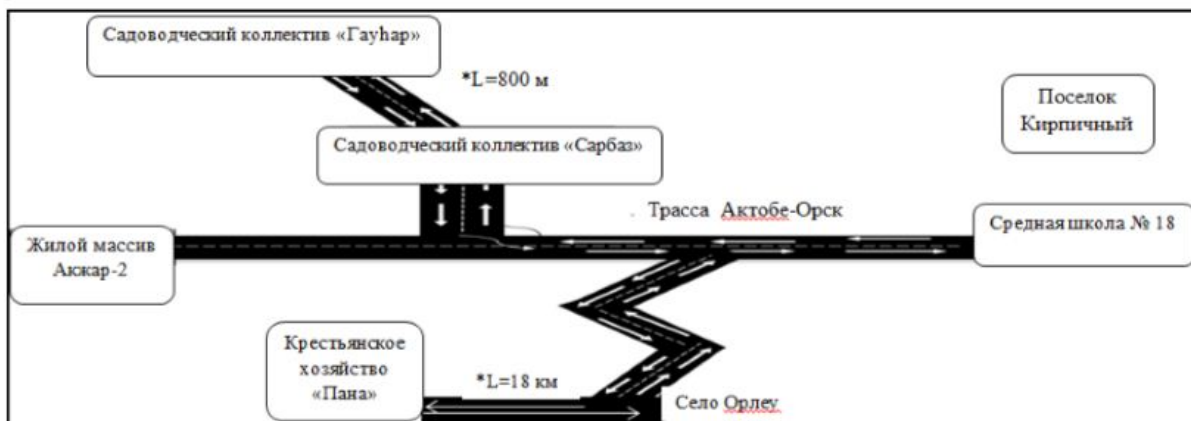 Садоводческий коллектив «Гауһар»
*L=800 м
Поселок
Кирпичный
Садоводческий коллектив «Сарбаз»
Трасса Актобе-Орск
Средная школа № 18
Жилой массив
Акжар-2
Крестьянское
хозяйство
«Пана»
*L=18 км
Село Орлеу